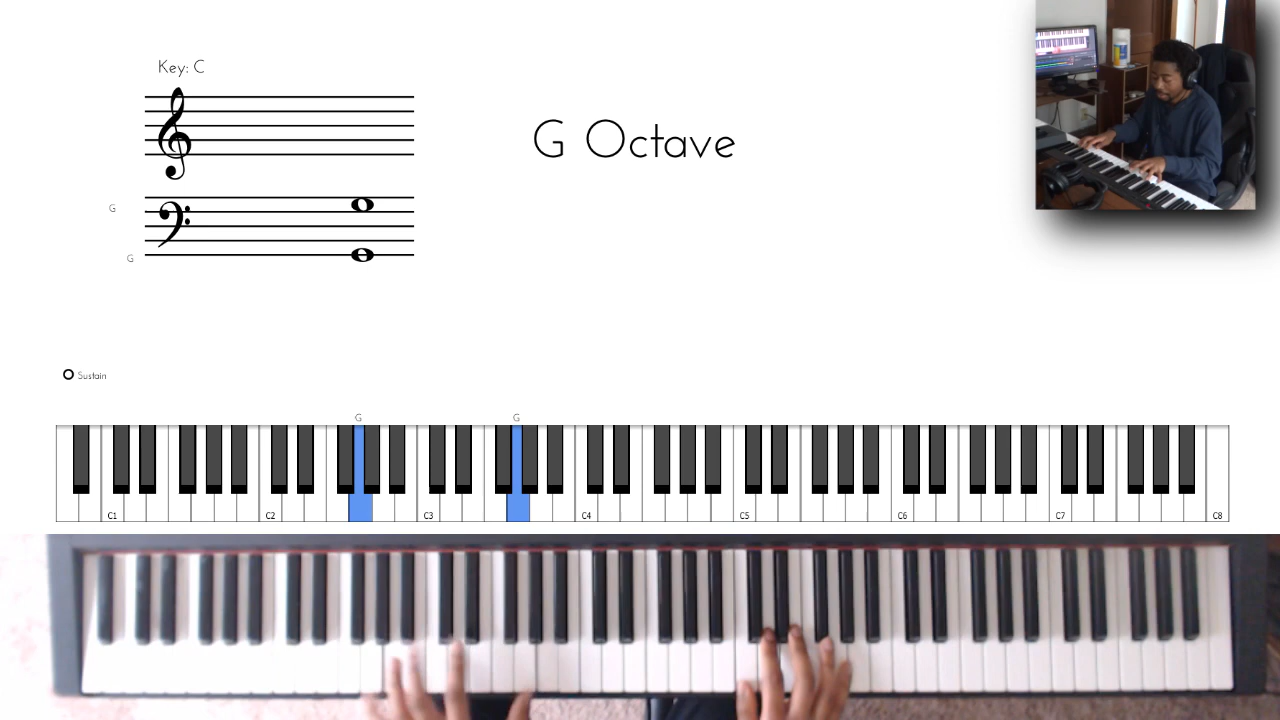 Key: C
G Octave
G
G
Sustain
G G
C1 C2 C3 C4 C5 C6 C7 C8